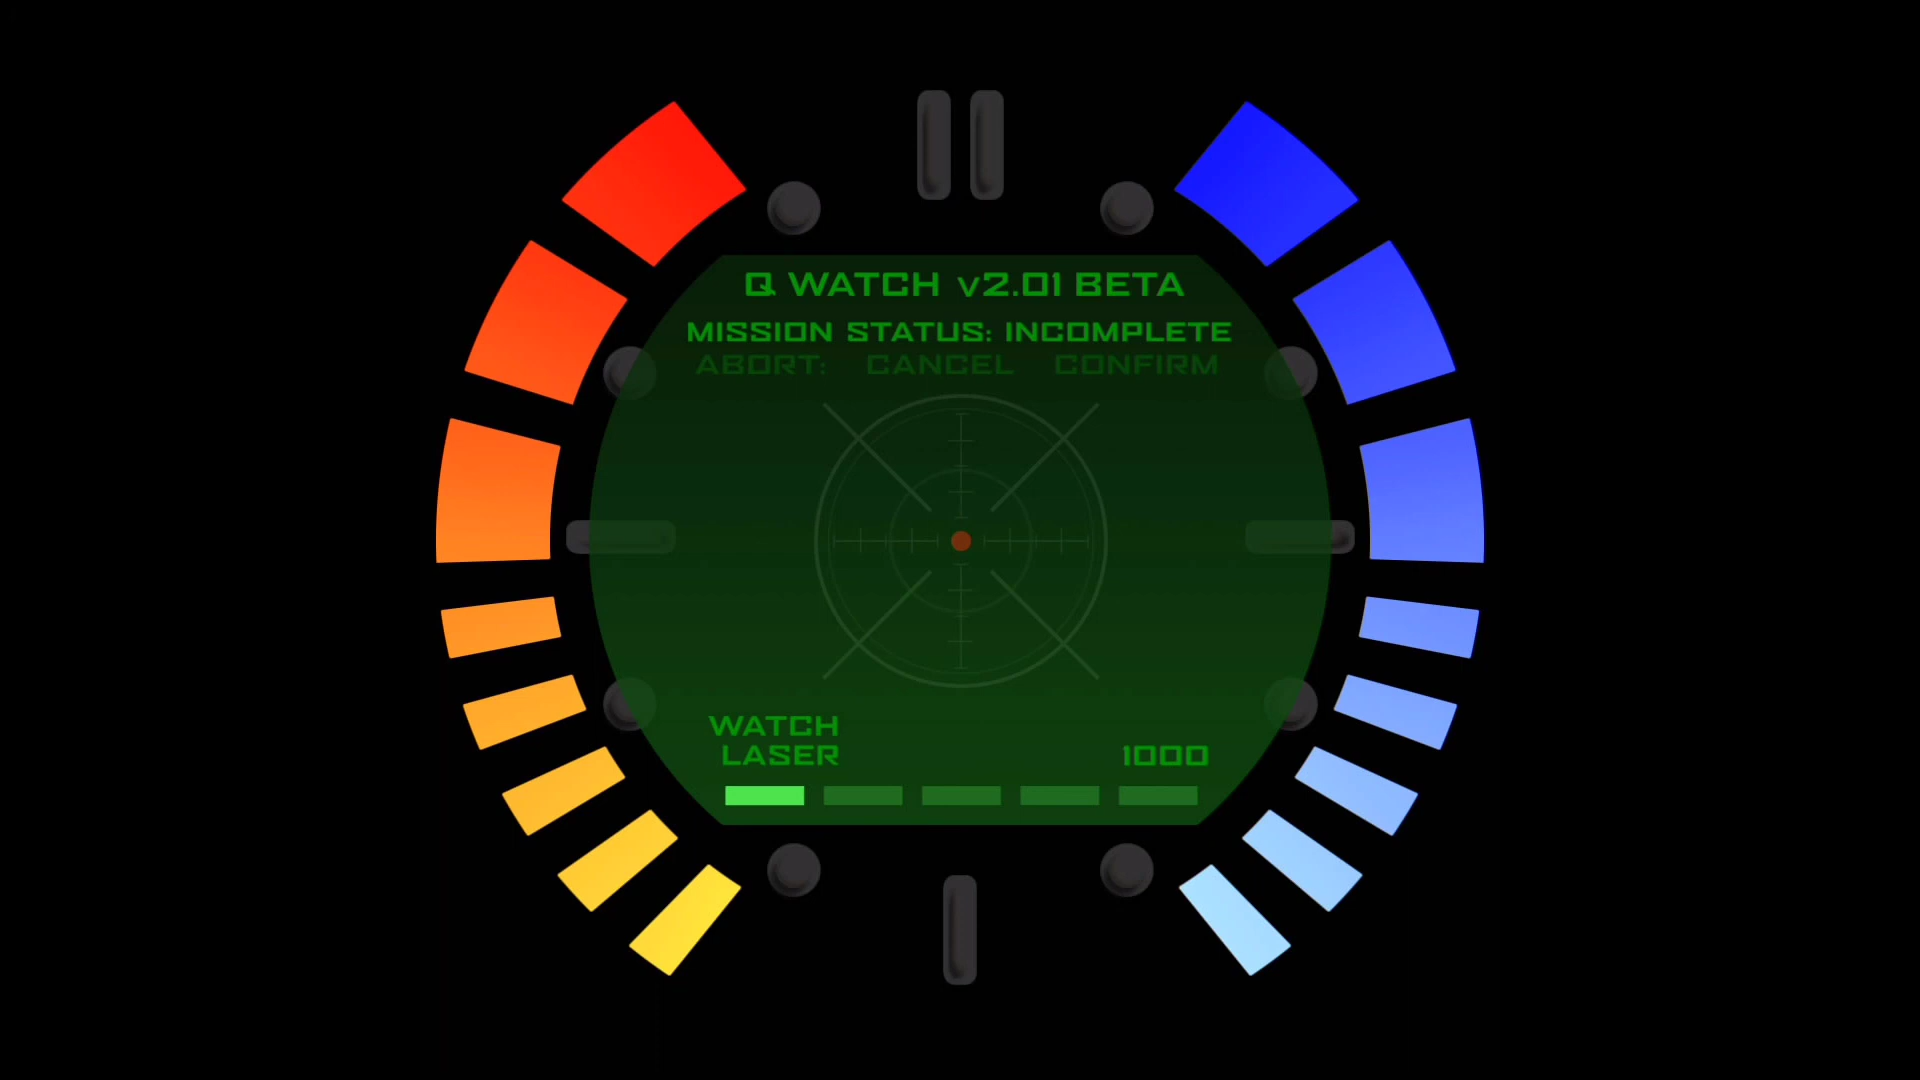 Q WATCH v2.01 BETA
MISSION STATUS: INCOMPLETE
ABORT: CANCEL CONFIRM
WATCH
LASER
1000